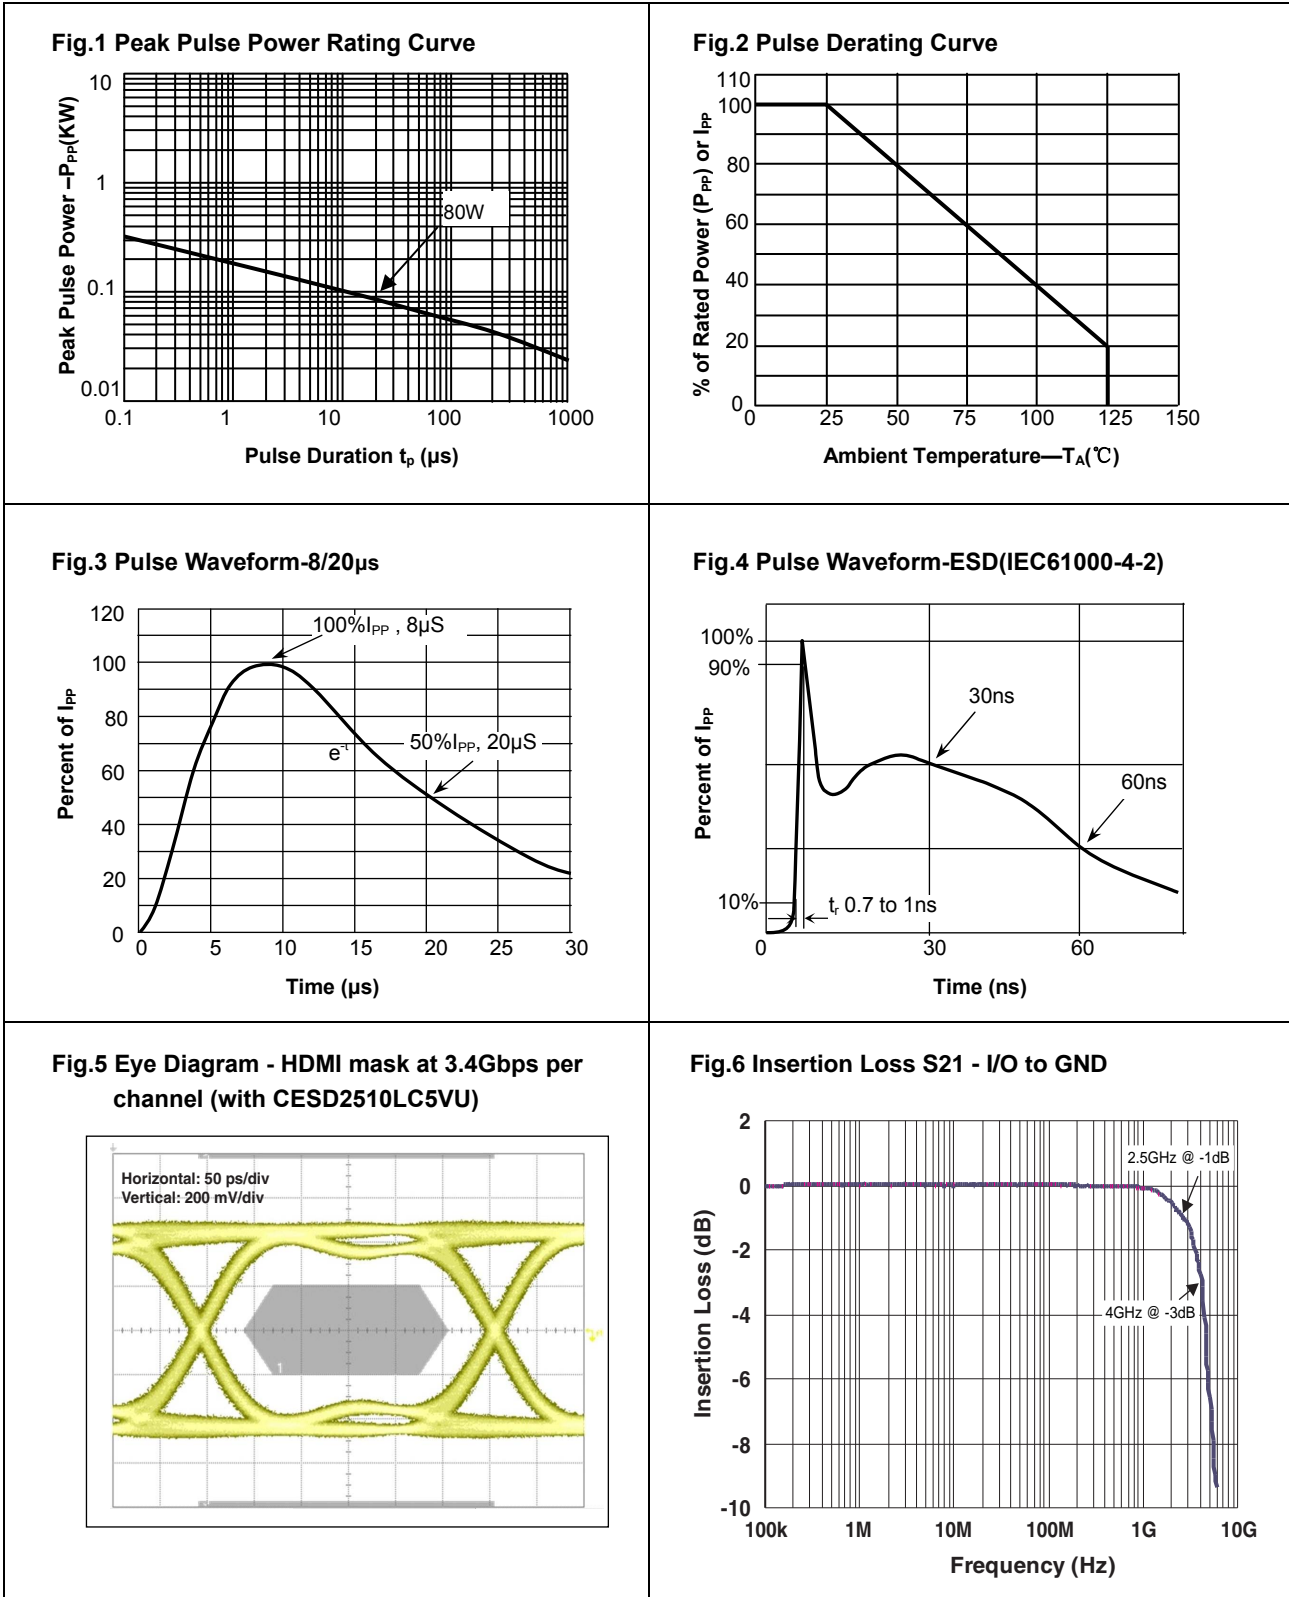 Fig.1 Peak Pulse Power Rating Curve
Peak Pulse Power –PPP(KW)
10
1
0.1
0.01
80W
0.1
1
10
100
1000
Pulse Duration tp (µs)
Fig.2 Pulse Derating Curve
% of Rated Power (PPP) or IPP
110
100
80
60
40
20
0
0
25
50
75
100
125
150
Ambient Temperature—TA(℃)
Fig.3 Pulse Waveform-8/20µs
Percent of IPP
120
100
80
60
40
20
0
100%IPP , 8µS
e-t
50%IPP, 20µS
0
5
10
15
20
25
30
Time (µs)
Fig.4 Pulse Waveform-ESD(IEC61000-4-2)
Percent of IPP
100%
90%
10%
30ns
60ns
tr 0.7 to 1ns
0
30
60
Time (ns)
Fig.5 Eye Diagram - HDMI mask at 3.4Gbps per
channel (with CESD2510LC5VU)
Horizontal: 50 ps/div
Vertical: 200 mV/div
1
Fig.6 Insertion Loss S21 - I/O to GND
Insertion Loss (dB)
2
0
-2
-4
-6
-8
-10
2.5GHz @ -1dB
4GHz @ -3dB
100k
1M
10M
100M
1G
10G
Frequency (Hz)